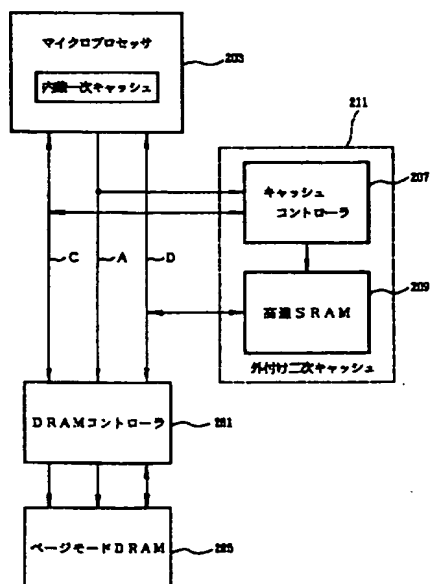 マイクロプロセッサ
内蔵一次キャッシュ
203
211
キャッシュ
コントローラ
207
C
A
D
高速SRAM
209
外付け二次キャッシュ
DRAMコントローラ
201
ページモードDRAM
205